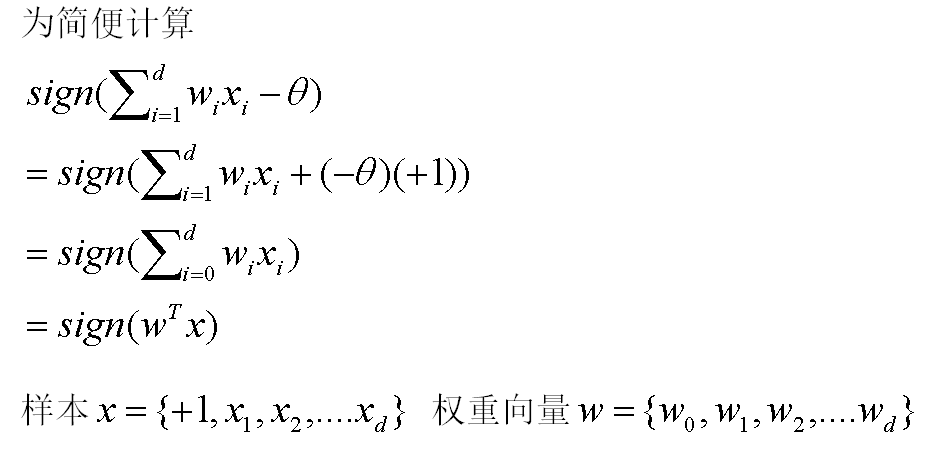 为简便计算
sign(∑_{i=1}^{d} w_i x_i − θ)
= sign(∑_{i=1}^{d} w_i x_i + (−θ)(+1))
= sign(∑_{i=0}^{d} w_i x_i)
= sign(w^T x)
样本 x = {+1, x_1, x_2,....x_d} 权重向量 w = {w_0, w_1, w_2,....w_d}